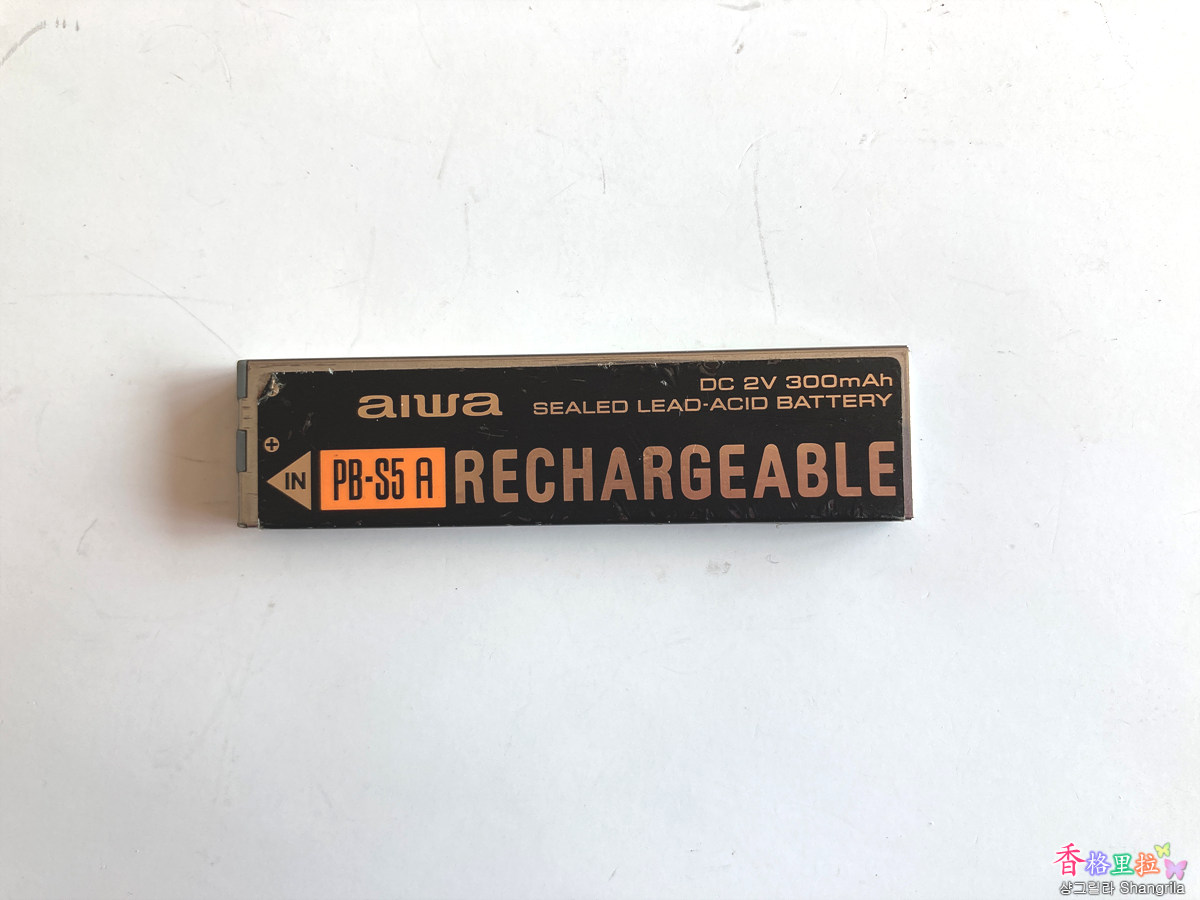 aiwa
DC 2V 300mAh
SEALED LEAD-ACID BATTERY
+
IN
PB-S5 A
RECHARGEABLE
香格里拉
샹그릴라 Shangrila